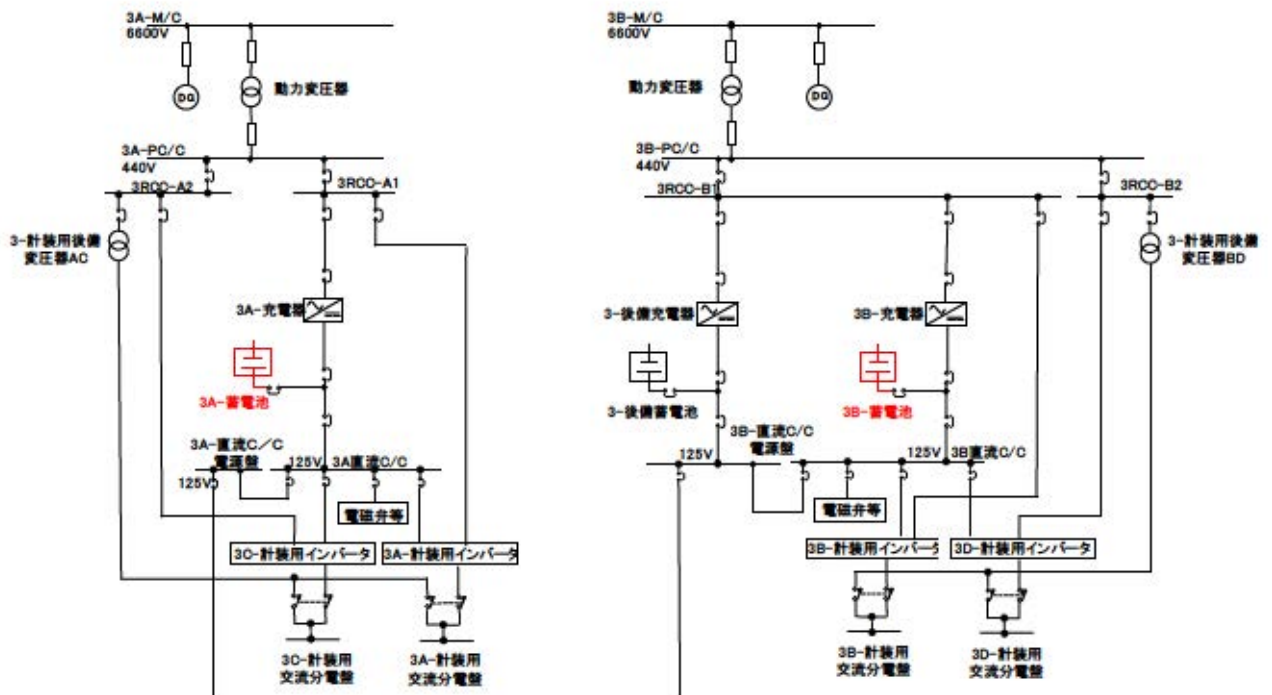 3A-M/C
6600V
DG
動力変圧器
3A-PC/C
440V
3RCC-A2
3RCC-A1
3-計装用後備
変圧器AC
3A-充電器
3A-蓄電池
3A-直流C/C
電源盤
125V
125V
3A直流C/C
電磁弁等
3C-計装用インバータ
3A-計装用インバータ
3C-計装用
交流分電盤
3A-計装用
交流分電盤
3B-M/C
6600V
動力変圧器
DG
3B-PC/C
440V
3RCC-B1
3RCC-B2
3-計装用後備
変圧器BD
3-後備充電器
3B-充電器
3-後備蓄電池
3B-蓄電池
3B-直流C/C
電源盤
125V
125V
3B直流C/C
電磁弁等
3B-計装用インバータ
3D-計装用インバータ
3B-計装用
交流分電盤
3D-計装用
交流分電盤